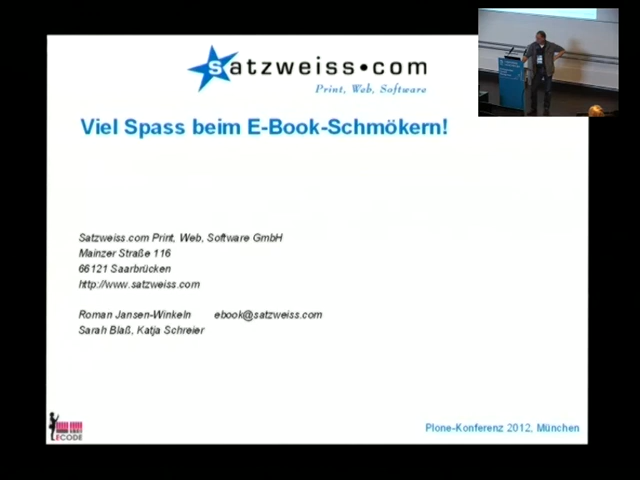 satzweiss.com
Print, Web, Software
Viel Spass beim E-Book-Schmökern!
Satzweiss.com Print, Web, Software GmbH
Mainzer Straße 116
66121 Saarbrücken
http://www.satzweiss.com
Roman Jansen-Winkeln ebook@satzweiss.com
Sarah Blaß, Katja Schreier
ECODE
Plone-Konferenz 2012, München